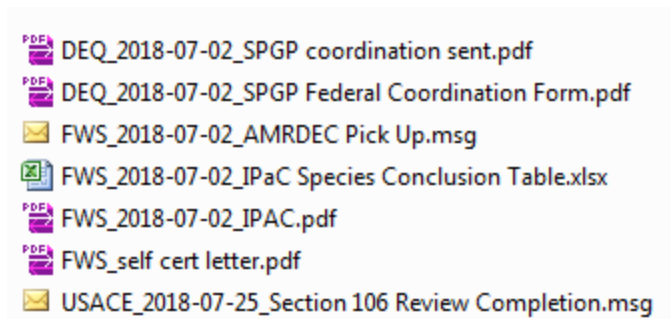 DEQ_2018-07-02_SPGP coordination sent.pdf
DEQ_2018-07-02_SPGP Federal Coordination Form.pdf
FWS_2018-07-02_AMRDEC Pick Up.msg
FWS_2018-07-02_IPaC Species Conclusion Table.xlsx
FWS_2018-07-02_IPAC.pdf
FWS_self cert letter.pdf
USACE_2018-07-25_Section 106 Review Completion.msg